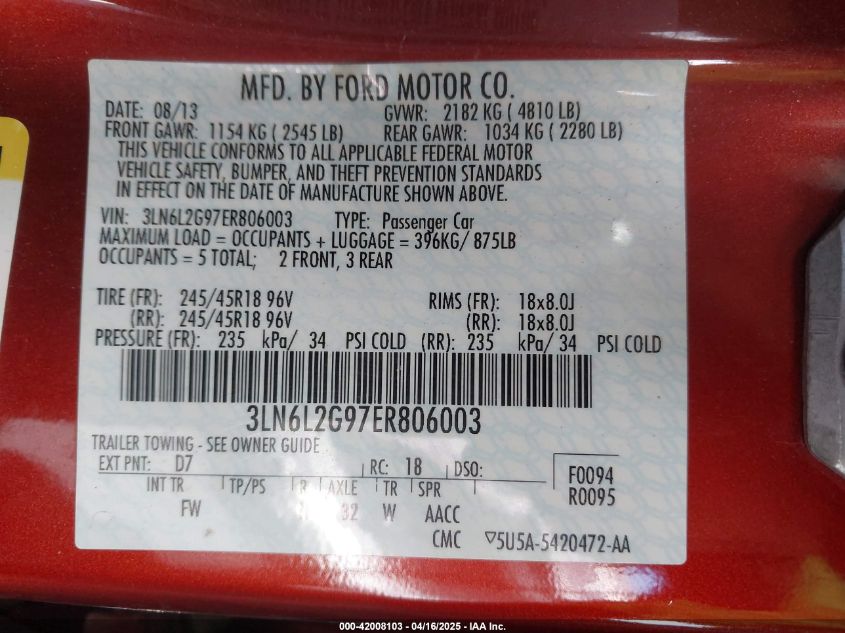 MFD. BY FORD MOTOR CO.
DATE: 08/13 GVWR: 2182 KG ( 4810 LB)
FRONT GAWR: 1154 KG ( 2545 LB) REAR GAWR: 1034 KG ( 2280 LB)
THIS VEHICLE CONFORMS TO ALL APPLICABLE FEDERAL MOTOR
VEHICLE SAFETY, BUMPER, AND THEFT PREVENTION STANDARDS
IN EFFECT ON THE DATE OF MANUFACTURE SHOWN ABOVE.
VIN: 3LN6L2G97ER806003 TYPE: Passenger Car
MAXIMUM LOAD = OCCUPANTS + LUGGAGE = 396KG/ 875LB
OCCUPANTS = 5 TOTAL; 2 FRONT, 3 REAR
TIRE (FR): 245/45R18 96V RIMS (FR): 18x8.0J
(RR): 245/45R18 96V (RR): 18x8.0J
PRESSURE (FR): 235 kPa/ 34 PSI COLD (RR): 235 kPa/ 34 PSI COLD
3LN6L2G97ER806003
TRAILER TOWING - SEE OWNER GUIDE
EXT PNT: D7 RC: 18 DSO: F0094
INT TR TP/PS R AXLE TR SPR R0095
FW 32 W AACC
CMC ▽5U5A-5420472-AA
000-42008103 - 04/16/2025 - IAA Inc.